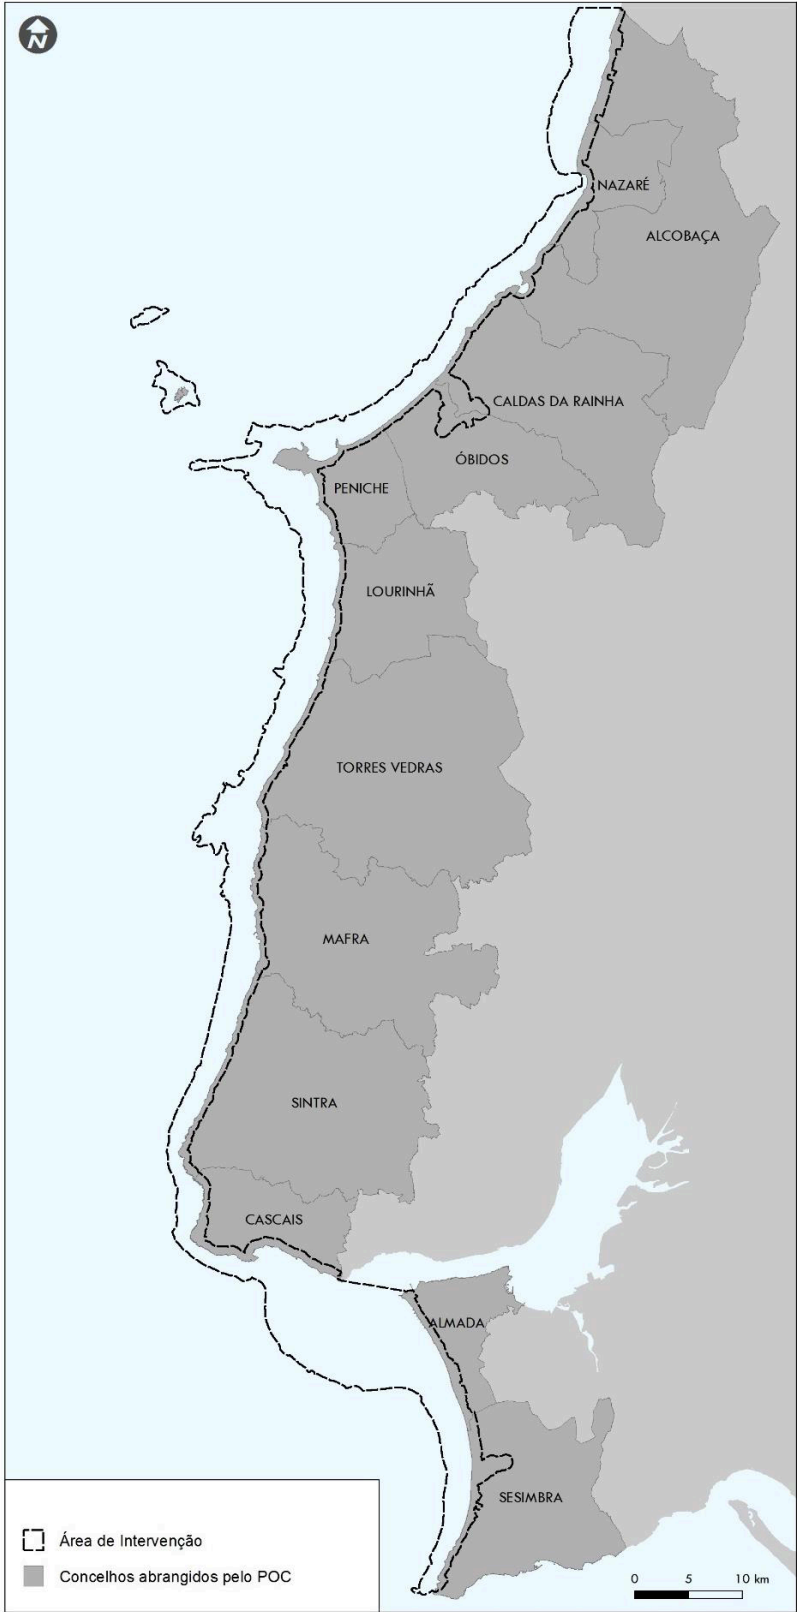 N
NAZARÉ
ALCOBAÇA
CALDAS DA RAINHA
ÓBIDOS
PENICHE
LOURINHÃ
TORRES VEDRAS
MAFRA
SINTRA
CASCAIS
ALMADA
SESIMBRA
Área de Intervenção
Concelhos abrangidos pelo POC
0 5 10 km